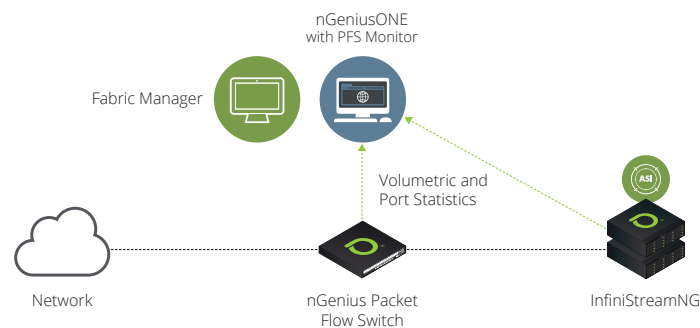 nGeniusONE
with PFS Monitor
Fabric Manager
ASI
Volumetric and
Port Statistics
Network
nGenius Packet
Flow Switch
InfiniStreamNG